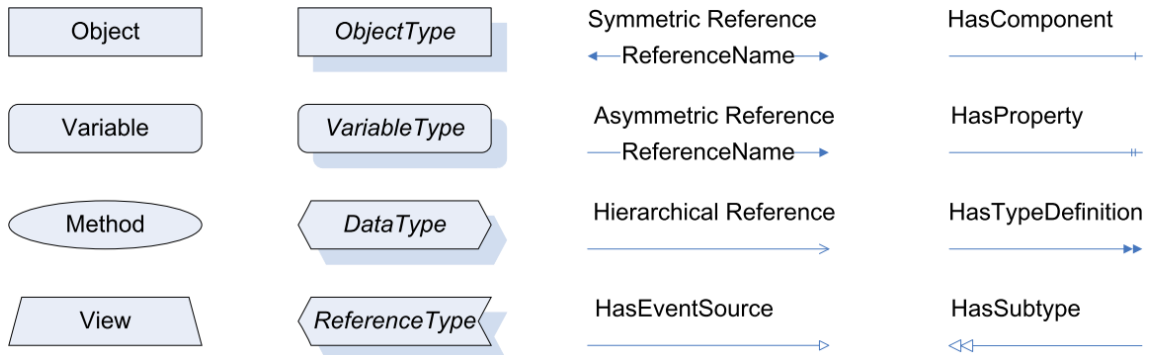 Object
ObjectType
Symmetric Reference
ReferenceName
HasComponent
Variable
VariableType
Asymmetric Reference
ReferenceName
HasProperty
Method
DataType
Hierarchical Reference
HasTypeDefinition
View
ReferenceType
HasEventSource
HasSubtype